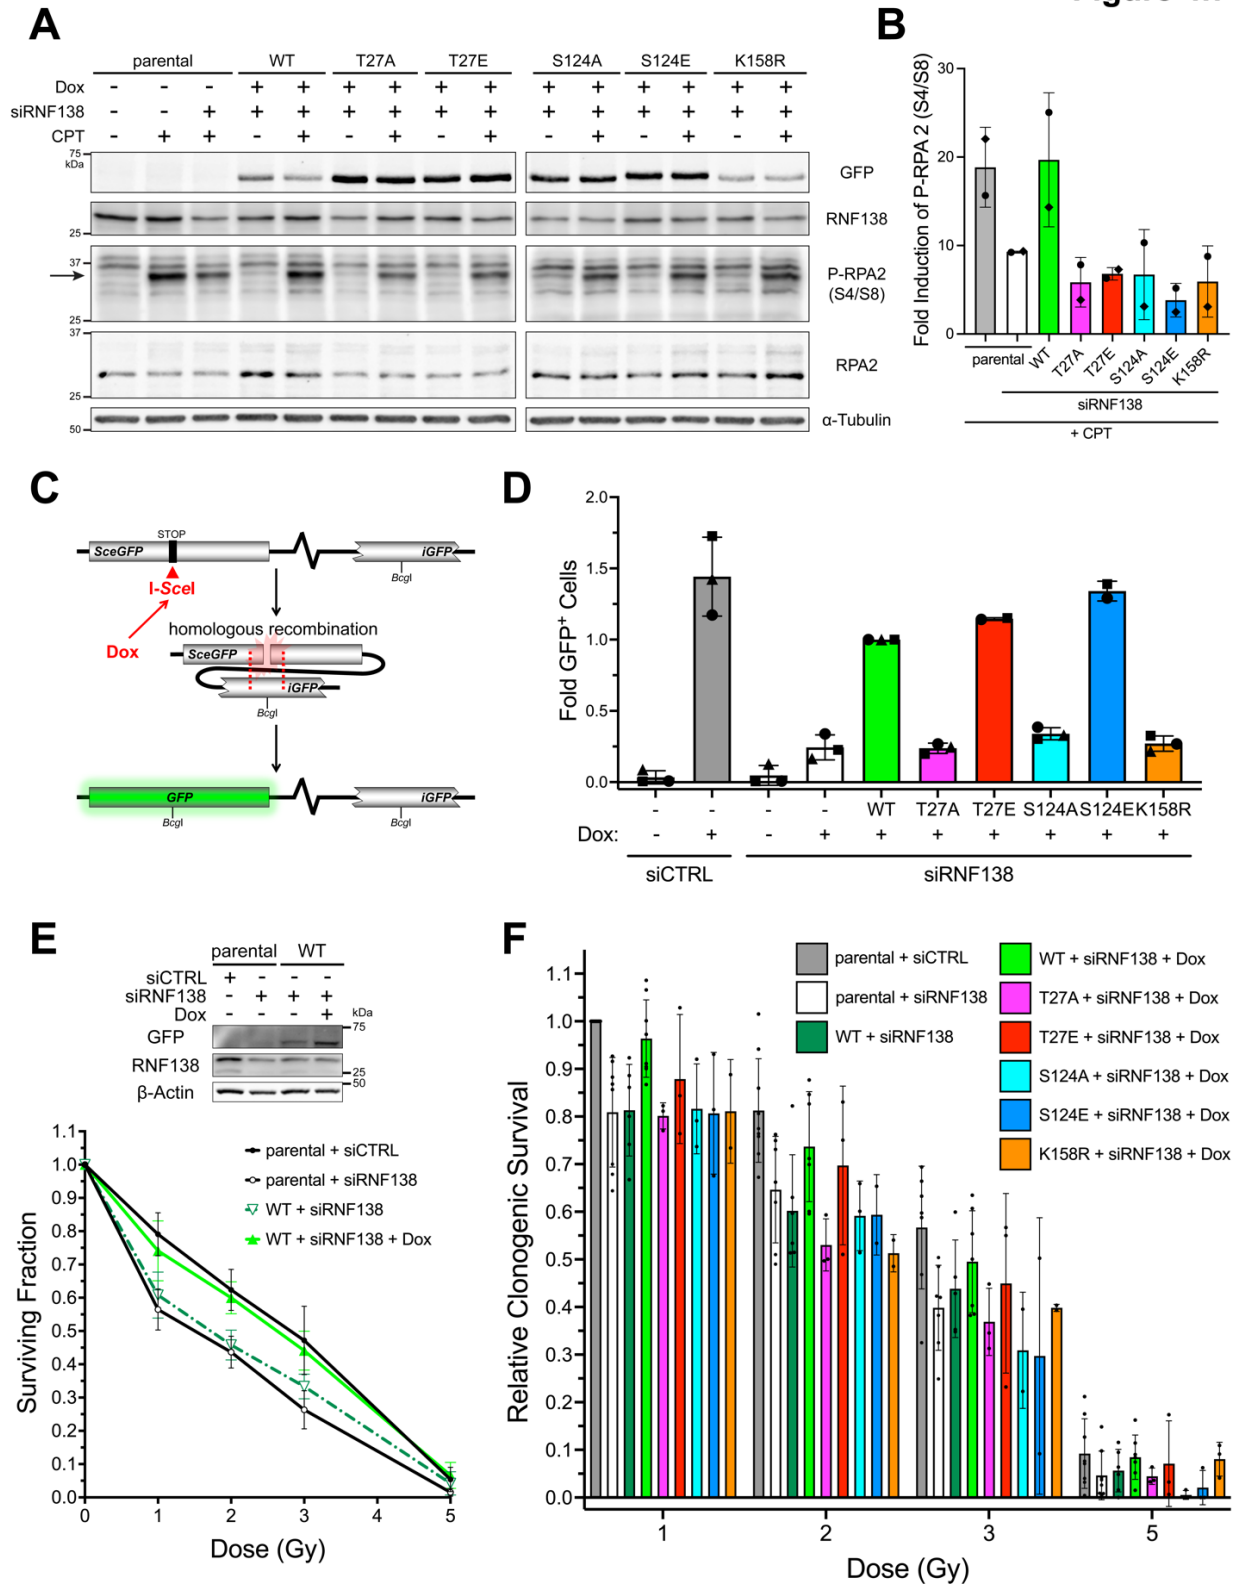 A
parental WT T27A T27E S124A S124E K158R
Dox - - - + + + + + + + + + + + +
siRNF138 - - + + + + + + + + + + + + +
CPT - + + - + - + - + - + - + - +
75
kDa
GFP
RNF138
25
37
P-RPA2
(S4/S8)
25
37
RPA2
25
α-Tubulin
50
B
Fold Induction of P-RPA 2 (S4/S8)
30
20
10
0
parental WT T27A T27E S124A S124E K158R
siRNF138
+ CPT
C
STOP
SceGFP iGFP
BcgI
I-SceI
Dox
homologous recombination
SceGFP
iGFP
BcgI
GFP iGFP
BcgI BcgI
D
Fold GFP+ Cells
2.0
1.5
1.0
0.5
0.0
- - - - WT T27A T27E S124A S124E K158R
Dox: - + - + + + + + + +
siCTRL siRNF138
E
parental WT
siCTRL + - - -
siRNF138 - + + +
Dox - - - +
kDa
GFP 75
RNF138
25
50
β-Actin
Surviving Fraction
1.1
1.0
0.9
0.8
0.7
0.6
0.5
0.4
0.3
0.2
0.1
0.0
parental + siCTRL
parental + siRNF138
WT + siRNF138
WT + siRNF138 + Dox
0 1 2 3 4 5
Dose (Gy)
F
Relative Clonogenic Survival
1.1
1.0
0.9
0.8
0.7
0.6
0.5
0.4
0.3
0.2
0.1
0.0
parental + siCTRL
parental + siRNF138
WT + siRNF138
WT + siRNF138 + Dox
T27A + siRNF138 + Dox
T27E + siRNF138 + Dox
S124A + siRNF138 + Dox
S124E + siRNF138 + Dox
K158R + siRNF138 + Dox
1 2 3 5
Dose (Gy)